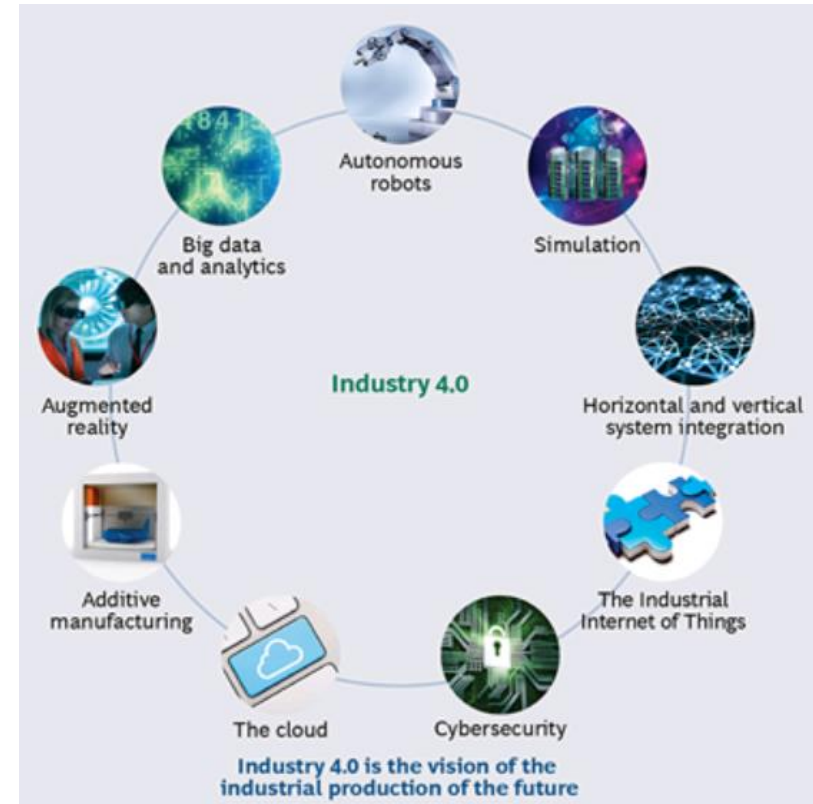 Autonomous
robots
Simulation
Horizontal and vertical
system integration
The Industrial
Internet of Things
Cybersecurity
The cloud
Additive
manufacturing
Augmented
reality
Big data
and analytics
Industry 4.0
Industry 4.0 is the vision of the
industrial production of the future